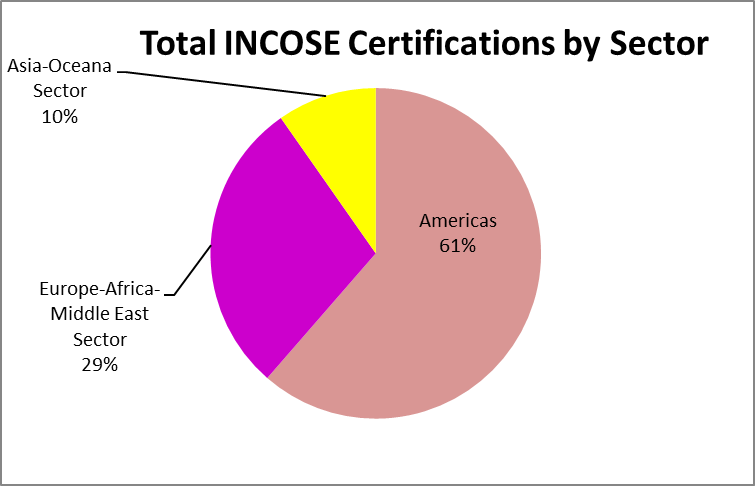 Total INCOSE Certifications by Sector
Asia-Oceana
Sector
10%
Americas
61%
Europe-Africa-
Middle East
Sector
29%